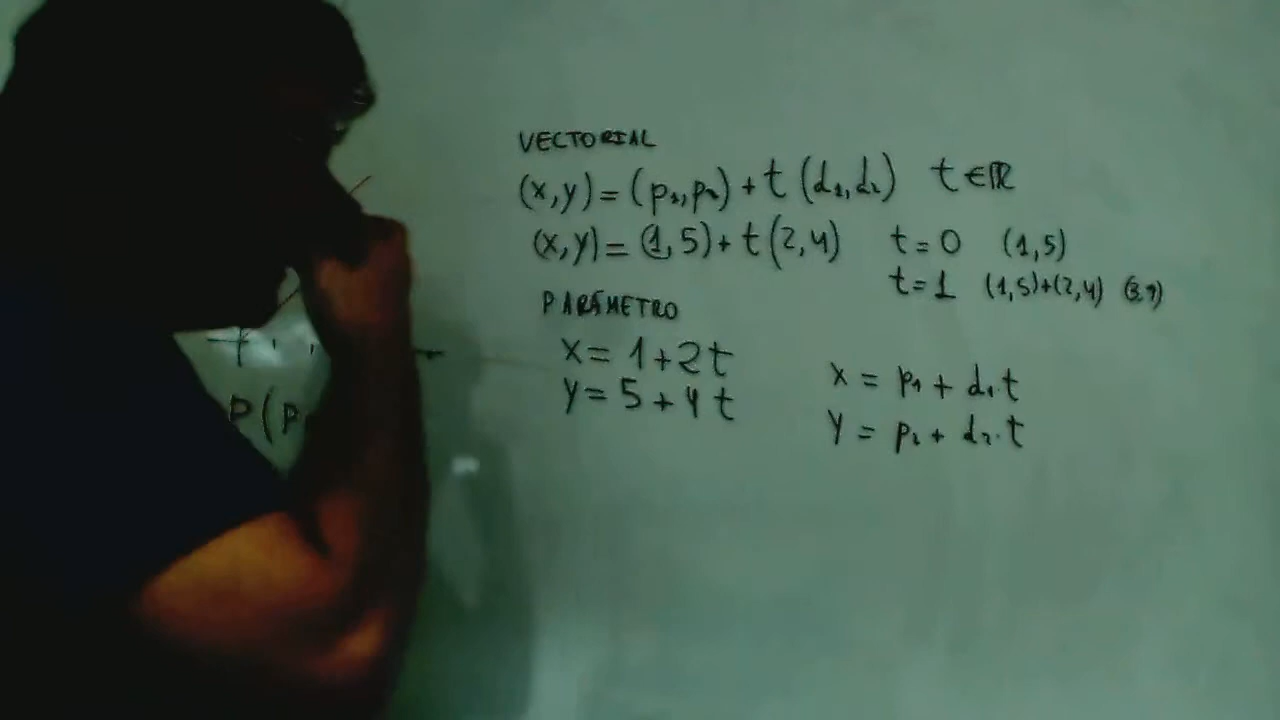 VECTORIAL
(x,y)=(p₁,p₂)+t(d₁,d₂) t∈ℝ
(x,y)=(1,5)+t(2,4) t=0 (1,5)
t=1 (1,5)+(2,4) (3,9)
PARÁMETRO
x=1+2t
y=5+4t
x=p₁+d₁.t
y=p₂+d₂.t
P(p